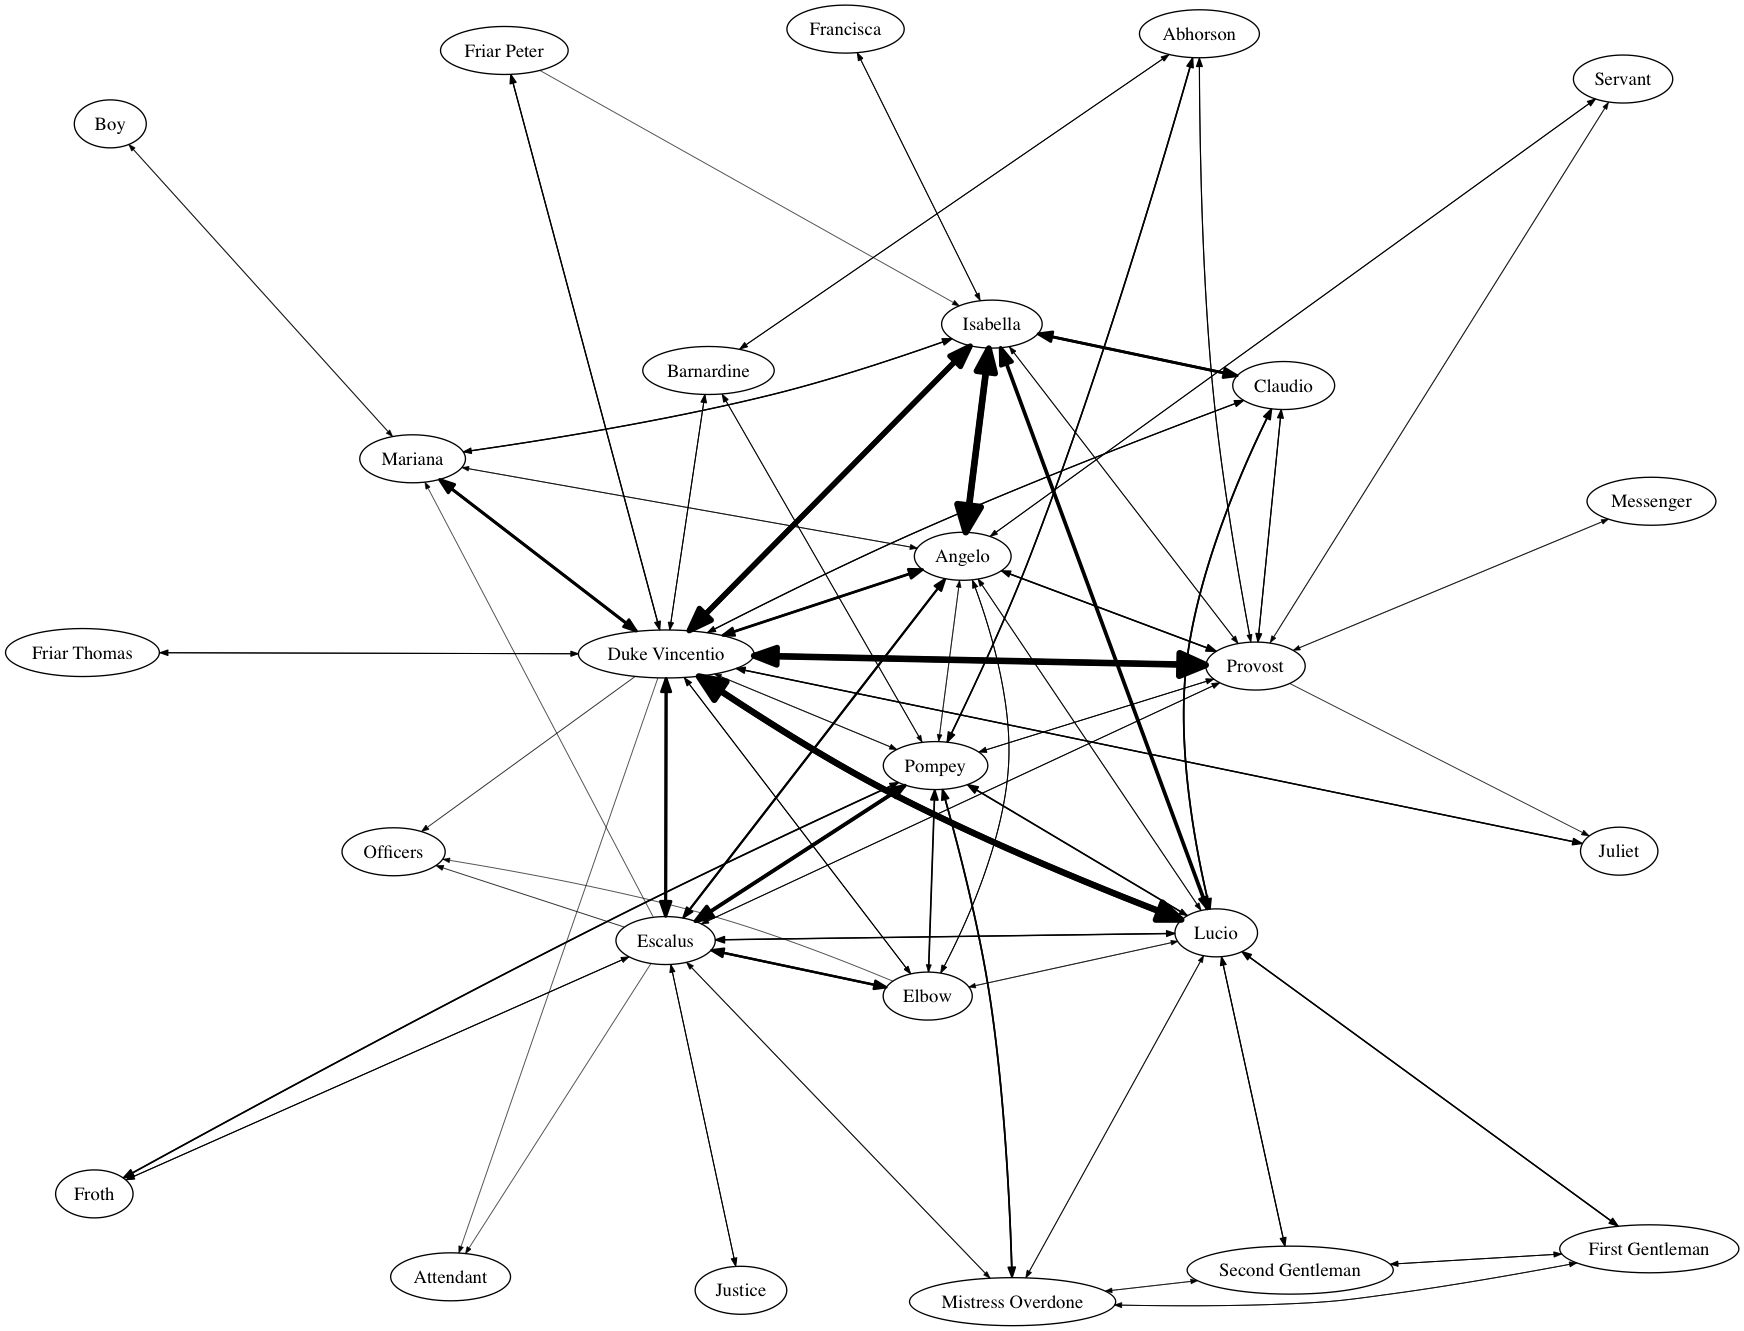 Francisca
Abhorson
Friar Peter
Servant
Boy
Isabella
Barnardine
Claudio
Mariana
Messenger
Angelo
Friar Thomas
Duke Vincentio
Provost
Pompey
Officers
Juliet
Escalus
Lucio
Elbow
Froth
First Gentleman
Second Gentleman
Attendant
Justice
Mistress Overdone